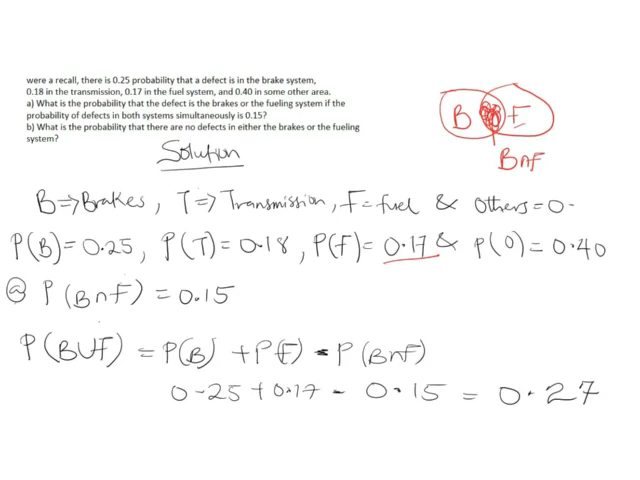 were a recall, there is 0.25 probability that a defect is in the brake system,
0.18 in the transmission, 0.17 in the fuel system, and 0.40 in some other area.
a) What is the probability that the defect is the brakes or the fueling system if the
probability of defects in both systems simultaneously is 0.15?
b) What is the probability that there are no defects in either the brakes or the fueling
system?
B F
B∩F
Solution
B⇒Brakes, T⇒Transmission, F=fuel & Others=0-
P(B)=0.25, P(T)=0.18, P(F)=0.17 & P(O)=0.40
ⓐ P(B∩F)=0.15
P(BUF) = P(B) + P(F) - P(B∩F)
0.25+0.17 - 0.15 = 0.27